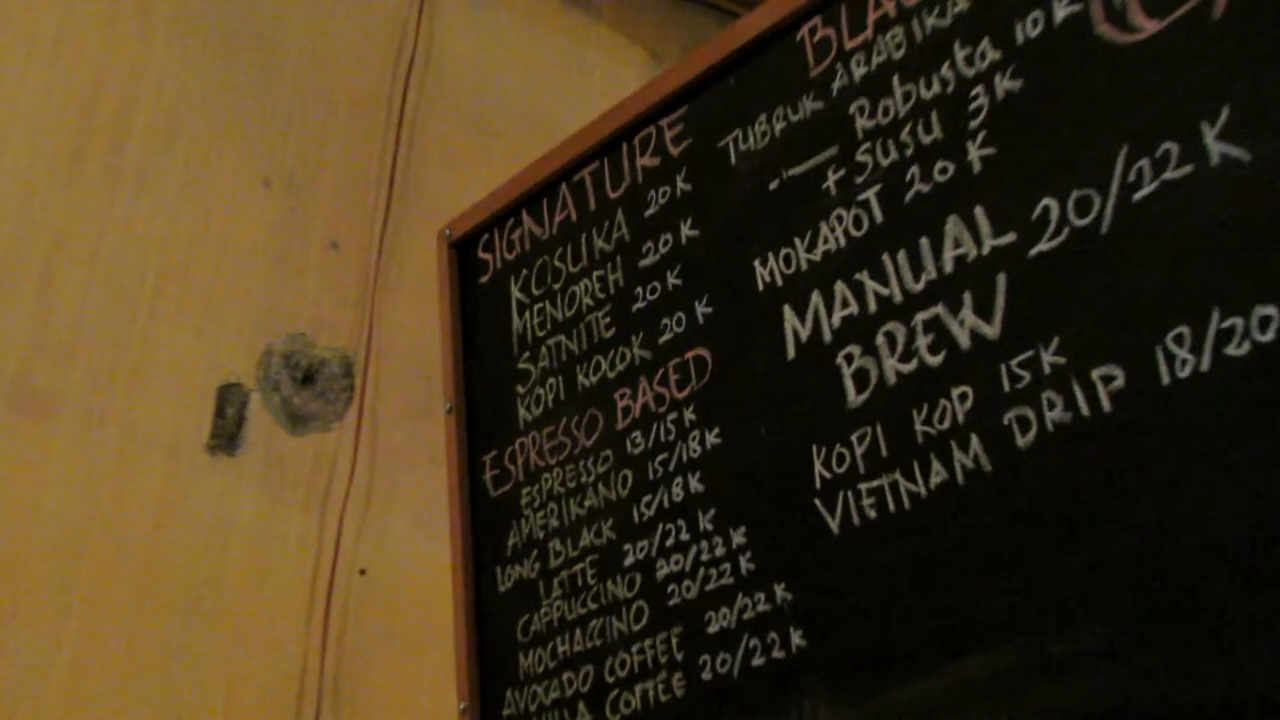 SIGNATURE
KOSUKA 20K
MENOREH 20K
SATNITE 20K
KOPI KOCOK 20K
ESPRESSO BASED
ESPRESSO 13/15K
AMERIKANO 15/18K
LONG BLACK 15/18K
LATTE 20/22K
CAPPUCCINO 20/22K
MOCHACCINO 20/22K
AVOCADO COFFEE 20/22K
COFFEE 20/22K
TUBRUK ARABIKA
Robusta 10K
+ SUSU 3K
MOKAPOT 20K
MANUAL 20/22K
BREW
KOPI KOP 15K
VIETNAM DRIP 18/20